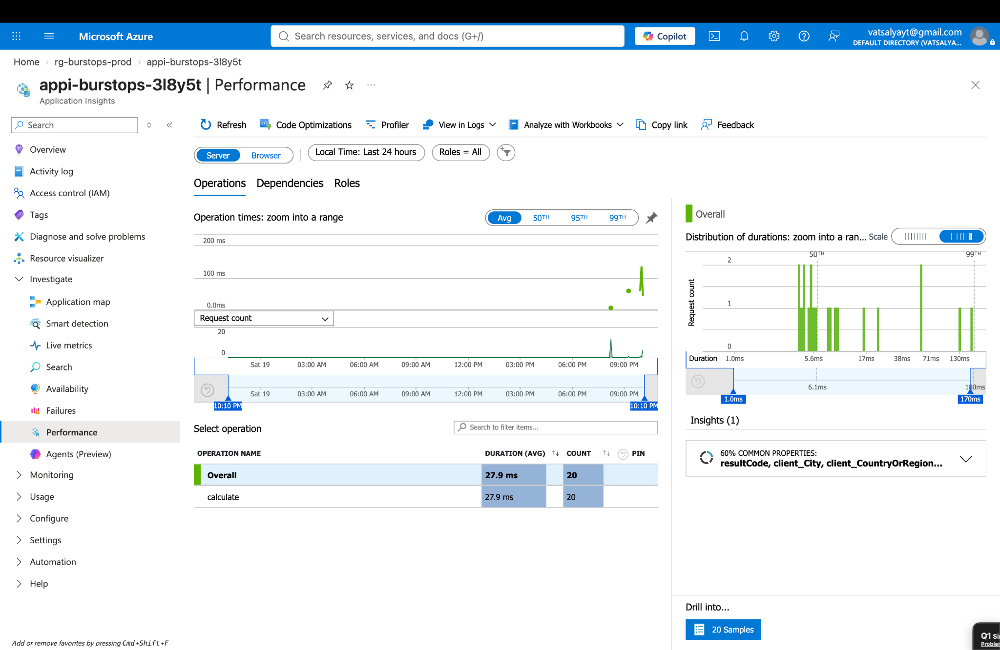 Microsoft Azure
Search resources, services, and docs (G+/)
Copilot
vatsalyayt@gmail.com
DEFAULT DIRECTORY (VATSALYA...
Home > rg-burstops-prod > appi-burstops-3l8y5t
appi-burstops-3l8y5t | Performance
Application Insights
Search
Overview
Activity log
Access control (IAM)
Tags
Diagnose and solve problems
Resource visualizer
Investigate
Application map
Smart detection
Live metrics
Search
Availability
Failures
Performance
Agents (Preview)
Monitoring
Usage
Configure
Settings
Automation
Help
Add or remove favorites by pressing Cmd+Shift+F
Refresh Code Optimizations Profiler View in Logs Analyze with Workbooks Copy link Feedback
Server Browser Local Time: Last 24 hours Roles = All
Operations Dependencies Roles
Operation times: zoom into a range
Avg 50TH 95TH 99TH
200 ms
100 ms
0.0ms
Request count
20
0
Sat 19 03:00 AM 06:00 AM 09:00 AM 12:00 PM 03:00 PM 06:00 PM 09:00 PM
Sat 19 03:00 AM 06:00 AM 09:00 AM 12:00 PM 03:00 PM 06:00 PM 09:00 PM
10:10 PM 10:10 PM
Select operation
Search to filter items...
OPERATION NAME DURATION (AVG) COUNT PIN
Overall 27.9 ms 20
calculate 27.9 ms 20
Overall
Distribution of durations: zoom into a ran... Scale
50TH 99TH
2
1
0
Request count
Duration 1.0ms 5.6ms 17ms 38ms 71ms 130ms
6.1ms 180ms
1.0ms 170ms
Insights (1)
60% COMMON PROPERTIES:
resultCode, client_City, client_CountryOrRegion...
Drill into...
20 Samples
Q1 Si
Proble